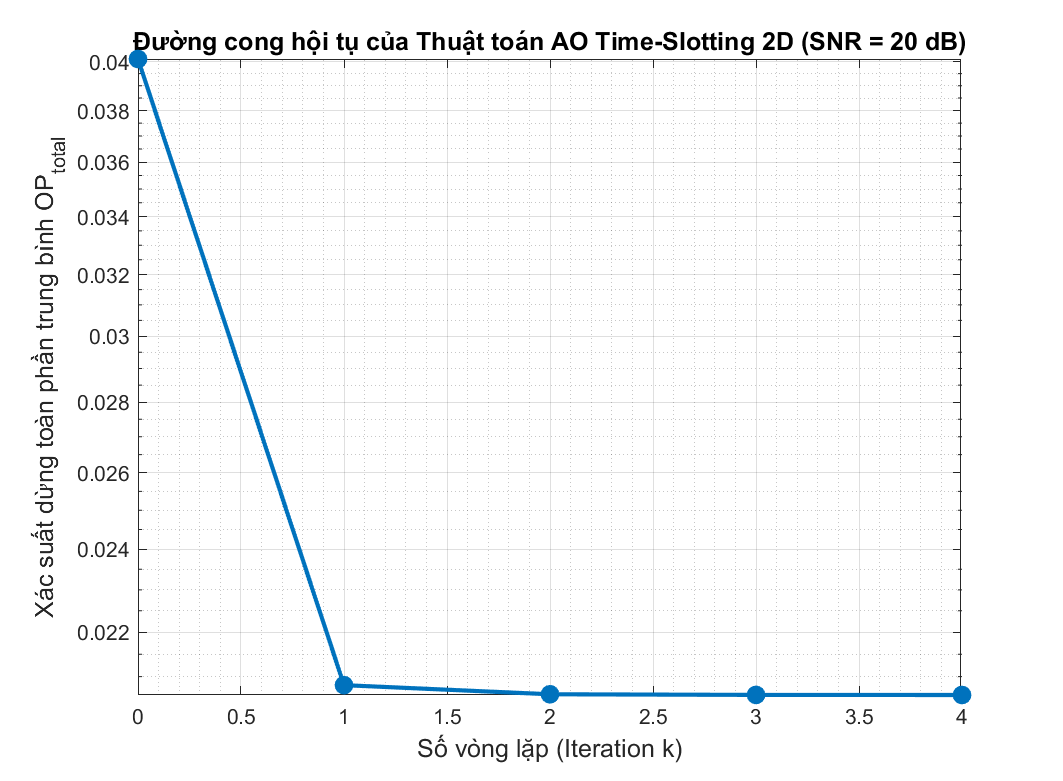 Đường cong hội tụ của Thuật toán AO Time-Slotting 2D (SNR = 20 dB)
Xác suất dừng toàn phần trung bình OP_total
0.04
0.038
0.036
0.034
0.032
0.03
0.028
0.026
0.024
0.022
0 0.5 1 1.5 2 2.5 3 3.5 4
Số vòng lặp (Iteration k)